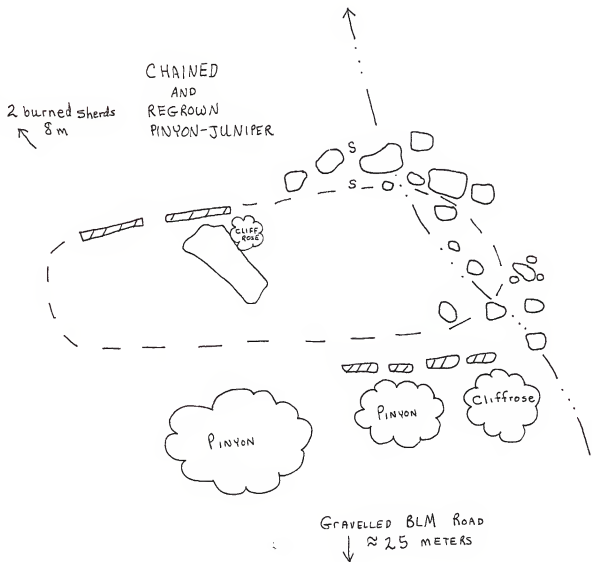 CHAINED
AND
REGROWN
PINYON-JUNIPER
2 burned sherds
8 m
S
S
CLIFF
ROSE
PINYON
PINYON
Cliffrose
GRAVELLED BLM ROAD
≈ 25 METERS